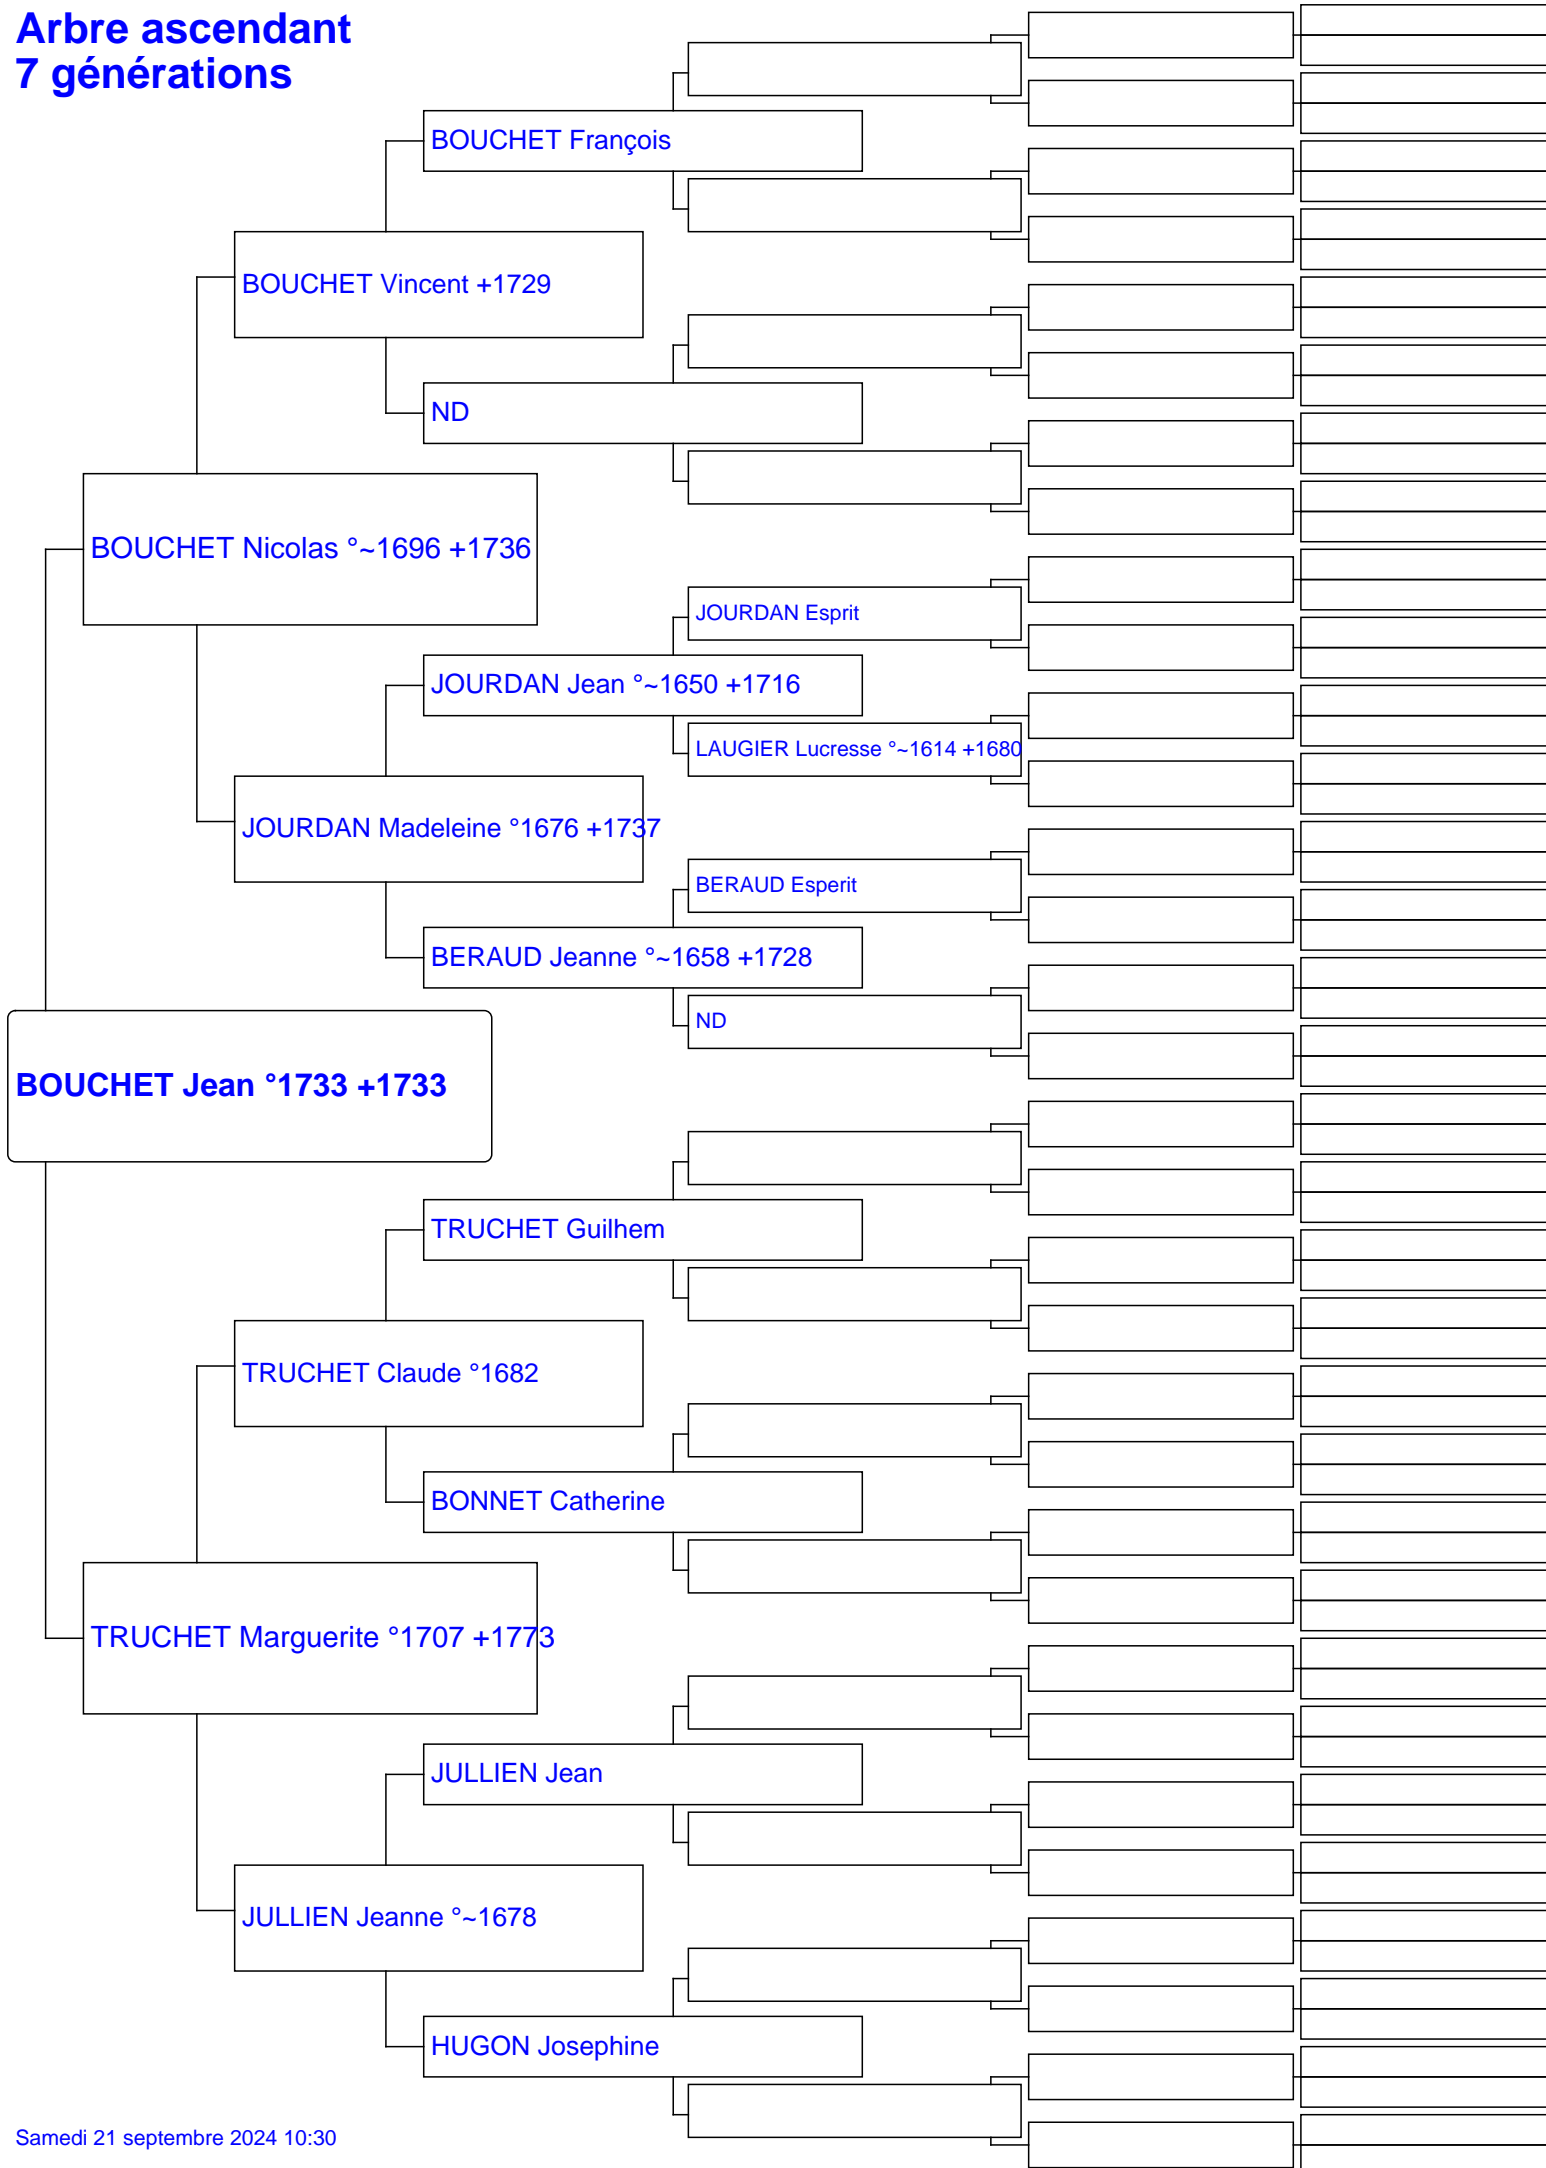 Arbre ascendant
7 générations
BOUCHET François
BOUCHET Vincent +1729
ND
BOUCHET Nicolas °~1696 +1736
JOURDAN Esprit
JOURDAN Jean °~1650 +1716
LAUGIER Lucresse °~1614 +1680
JOURDAN Madeleine °1676 +1737
BERAUD Esperit
BERAUD Jeanne °~1658 +1728
ND
BOUCHET Jean °1733 +1733
TRUCHET Guilhem
TRUCHET Claude °1682
BONNET Catherine
TRUCHET Marguerite °1707 +1773
JULLIEN Jean
JULLIEN Jeanne °~1678
HUGON Josephine
Samedi 21 septembre 2024 10:30